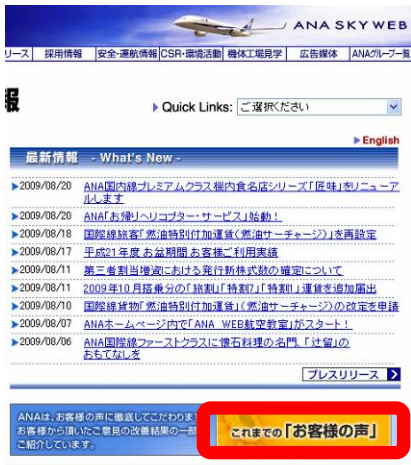 ANA SKY WEB
リース 採用情報 安全・運航情報 CSR・環境活動 機体工場見学 広告媒体 ANAグループ一覧
報
Quick Links: ご選択ください
English
最新情報 - What's New -
2009/08/20 ANA国内線プレミアムクラス機内食名店シリーズ「匠味」をリニューア
ルします
2009/08/20 ANA「お帰りヘリコプター・サービス」始動！
2009/08/18 国際線旅客「燃油特別付加運賃（燃油サーチャージ）」を再設定
2009/08/17 平成21年度お盆期間お客様ご利用実績
2009/08/11 第三者割当増資における発行新株式数の確定について
2009/08/11 2009年10月搭乗分の「旅割」「特割7」「特割1」運賃を追加届出
2009/08/10 国際線貨物「燃油特別付加運賃」（燃油サーチャージ）の改定を申請
2009/08/07 ANAホームページ内で「ANA WEB航空教室」がスタート！
2009/08/06 ANA国際線ファーストクラスに懐石料理の名門、「辻留」の
おもてなしを
プレスリリース
ANAは、お客様の声に徹底してこだわります
お客様から頂いたご意見の改善結果の一部
ご紹介しています。
これまでの「お客様の声」